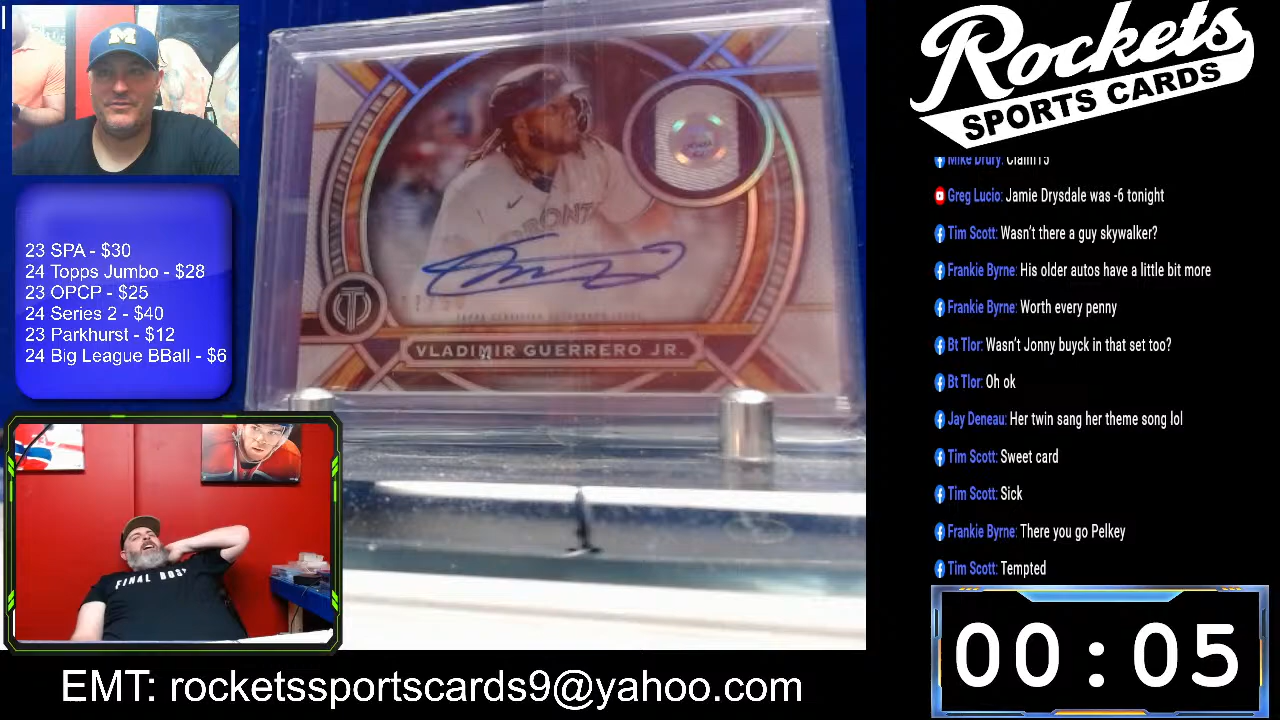 M
23 SPA - $30
24 Topps Jumbo - $28
23 OPCP - $25
24 Series 2 - $40
23 Parkhurst - $12
24 Big League BBall - $6
FINAL BOSS
TORONTO
VLADIMIR GUERRERO JR.
Rockets
SPORTS CARDS
Mike Drury: Claim15
Greg Lucio: Jamie Drysdale was -6 tonight
Tim Scott: Wasn't there a guy skywalker?
Frankie Byrne: His older autos have a little bit more
Frankie Byrne: Worth every penny
Bt Tlor: Wasn't Jonny buyck in that set too?
Bt Tlor: Oh ok
Jay Deneau: Her twin sang her theme song lol
Tim Scott: Sweet card
Tim Scott: Sick
Frankie Byrne: There you go Pelkey
Tim Scott: Tempted
00:05
EMT: rocketssportscards9@yahoo.com